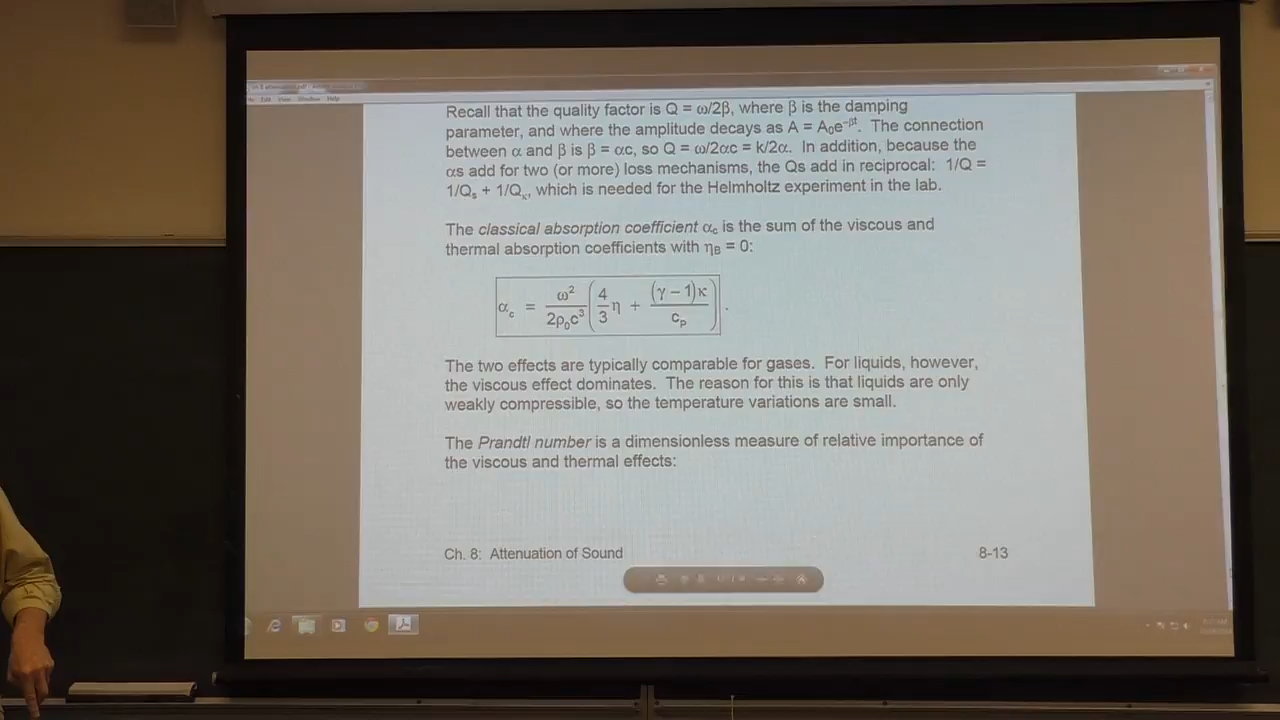 Edit View Window Help
Recall that the quality factor is Q = ω/2β, where β is the damping
parameter, and where the amplitude decays as A = A₀e⁻ᵝᵗ. The connection
between α and β is β = αc, so Q = ω/2αc = k/2α. In addition, because the
αs add for two (or more) loss mechanisms, the Qs add in reciprocal: 1/Q =
1/Qₛ + 1/Q_κ, which is needed for the Helmholtz experiment in the lab.
The classical absorption coefficient α_c is the sum of the viscous and
thermal absorption coefficients with η_B = 0:
α_c = ω²/2ρ₀c³ (4/3 η + (γ − 1)κ/c_p).
The two effects are typically comparable for gases. For liquids, however,
the viscous effect dominates. The reason for this is that liquids are only
weakly compressible, so the temperature variations are small.
The Prandtl number is a dimensionless measure of relative importance of
the viscous and thermal effects:
Ch. 8: Attenuation of Sound 8-13